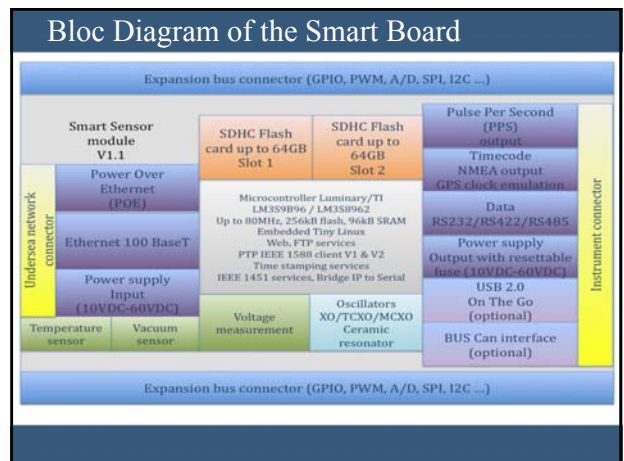 Bloc Diagram of the Smart Board
Expansion bus connector (GPIO, PWM, A/D, SPI, I2C ...)
Smart Sensor
module
V1.1
Undersea network
connector
Power Over
Ethernet
(POE)
Ethernet 100 BaseT
Power supply
Input
(10VDC-60VDC)
Temperature
sensor
Vacuum
sensor
SDHC Flash
card up to 64GB
Slot 1
SDHC Flash
card up to
64GB
Slot 2
Microcontroller Luminary/TI
LM3S9B96 / LM3S8962
Up to 80MHz, 256kB flash, 96kB SRAM
Embedded Tiny Linux
Web, FTP services
PTP IEEE 1588 client V1 & V2
Time stamping services
IEEE 1451 services, Bridge IP to Serial
Voltage
measurement
Oscillators
XO/TCXO/MCXO
Ceramic
resonator
Pulse Per Second
(PPS)
output
Timecode
NMEA output
GPS clock emulation
Data
RS232/RS422/RS485
Power supply
Output with resettable
fuse (10VDC-60VDC)
USB 2.0
On The Go
(optional)
BUS Can interface
(optional)
Instrument connector
Expansion bus connector (GPIO, PWM, A/D, SPI, I2C ...)